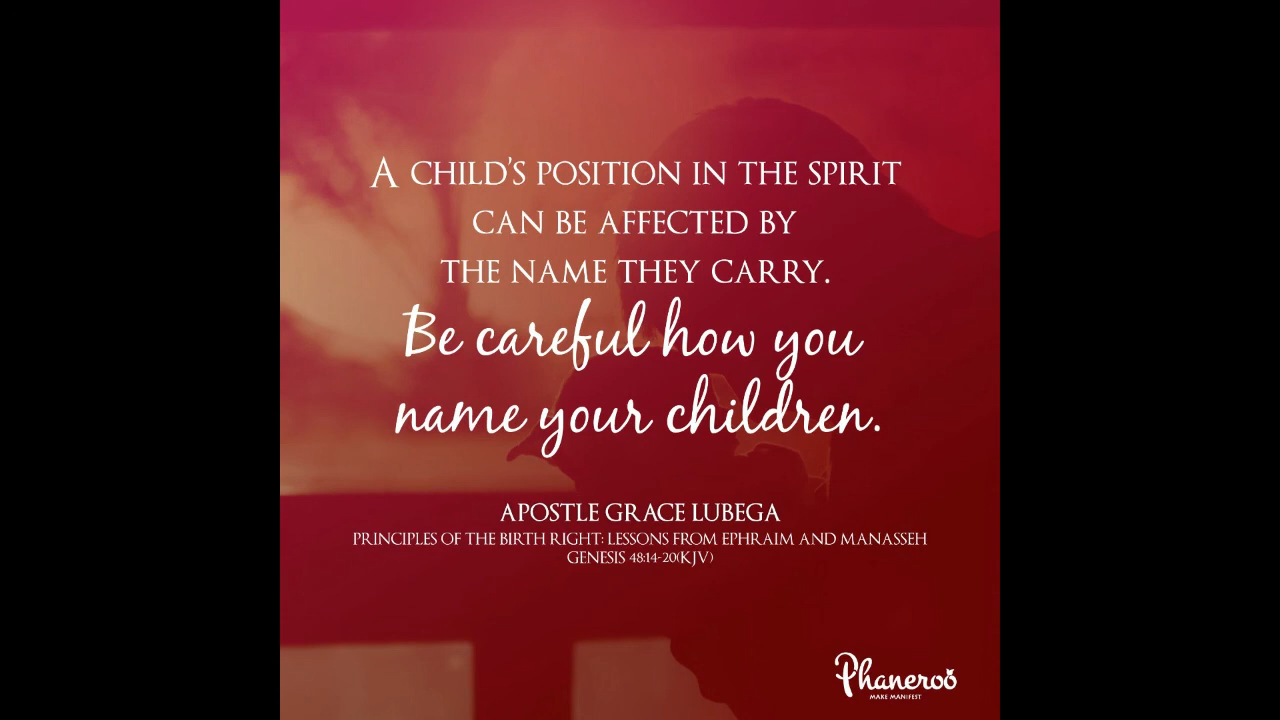 A CHILD'S POSITION IN THE SPIRIT
CAN BE AFFECTED BY
THE NAME THEY CARRY.
Be careful how you
name your children.
APOSTLE GRACE LUBEGA
PRINCIPLES OF THE BIRTH RIGHT: LESSONS FROM EPHRAIM AND MANASSEH
GENESIS 48:14-20(KJV)
Phaneroo
MAKE MANIFEST